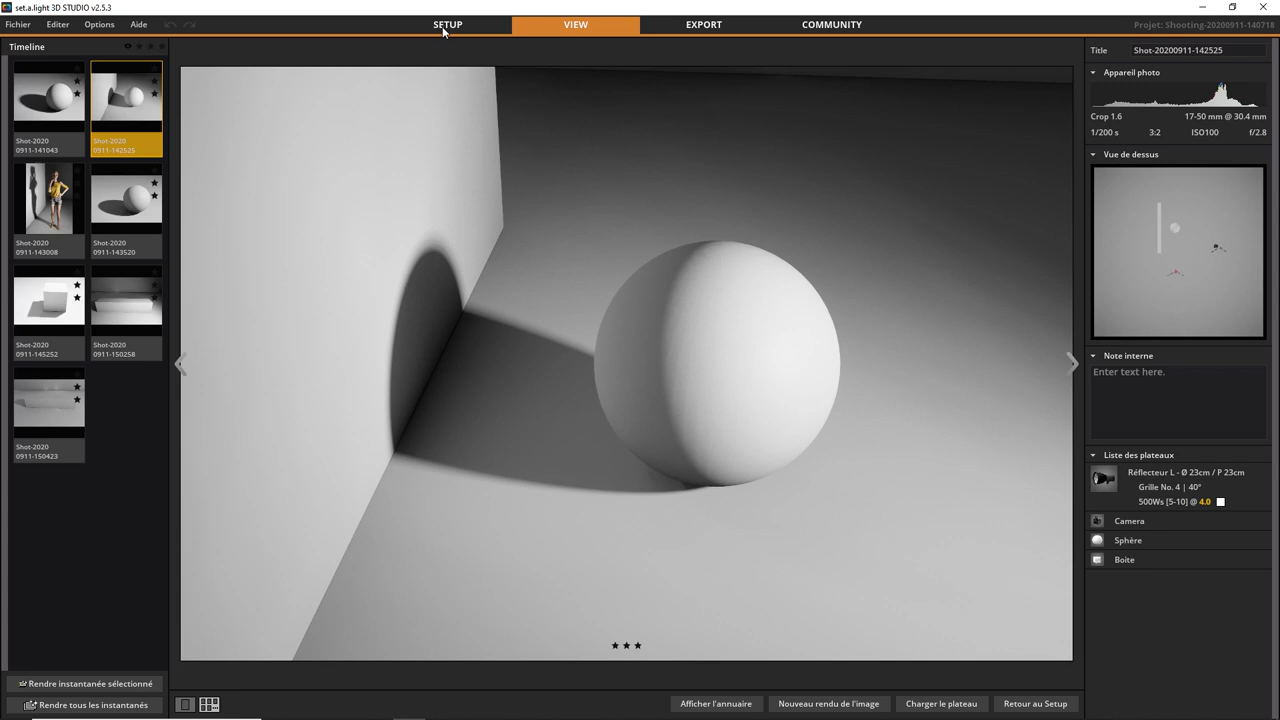 set.a.light 3D STUDIO v2.5.3
Fichier Editer Options Aide
SETUP VIEW EXPORT COMMUNITY
Projet: Shooting-20200911-140718
Timeline
Shot-2020
0911-141043
Shot-2020
0911-142525
Shot-2020
0911-143008
Shot-2020
0911-143520
Shot-2020
0911-145252
Shot-2020
0911-150258
Shot-2020
0911-150423
Rendre instantanée sélectionné
Rendre tous les instantanés
Afficher l'annuaire Nouveau rendu de l'image Charger le plateau Retour au Setup
Title Shot-20200911-142525
Appareil photo
Crop 1.6 17-50 mm @ 30.4 mm
1/200 s 3:2 ISO100 f/2.8
Vue de dessus
Note interne
Enter text here.
Liste des plateaux
Réflecteur L - Ø 23cm / P 23cm
Grille No. 4 | 40°
500Ws [5-10] @ 4.0
Camera
Sphère
Boite